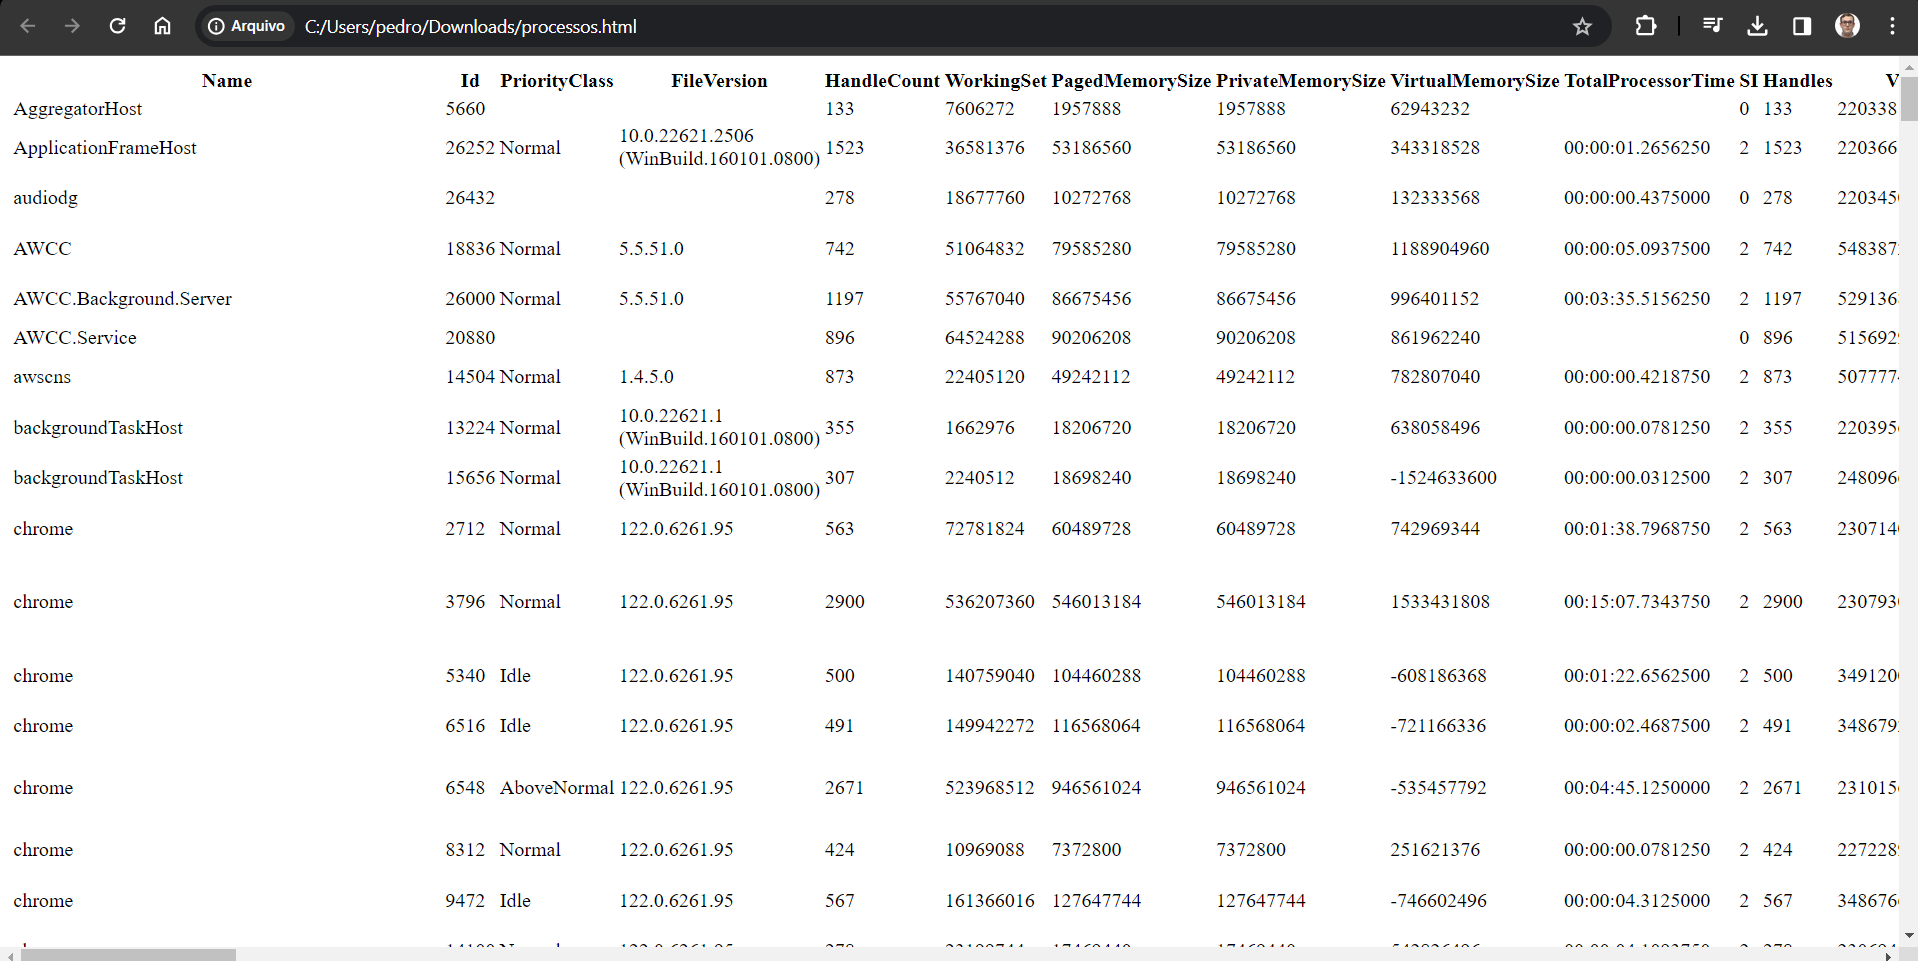 Arquivo C:/Users/pedro/Downloads/processos.html
Name Id PriorityClass FileVersion HandleCount WorkingSet PagedMemorySize PrivateMemorySize VirtualMemorySize TotalProcessorTime SI Handles
AggregatorHost 5660 133 7606272 1957888 1957888 62943232 0 133 220338
ApplicationFrameHost 26252 Normal 10.0.22621.2506 (WinBuild.160101.0800) 1523 36581376 53186560 53186560 343318528 00:00:01.2656250 2 1523 220366
audiodg 26432 278 18677760 10272768 10272768 132333568 00:00:00.4375000 0 278 220345
AWCC 18836 Normal 5.5.51.0 742 51064832 79585280 79585280 1188904960 00:00:05.0937500 2 742 548387
AWCC.Background.Server 26000 Normal 5.5.51.0 1197 55767040 86675456 86675456 996401152 00:03:35.5156250 2 1197 529136
AWCC.Service 20880 896 64524288 90206208 90206208 861962240 0 896 515692
awscns 14504 Normal 1.4.5.0 873 22405120 49242112 49242112 782807040 00:00:00.4218750 2 873 507777
backgroundTaskHost 13224 Normal 10.0.22621.1 (WinBuild.160101.0800) 355 1662976 18206720 18206720 638058496 00:00:00.0781250 2 355 220395
backgroundTaskHost 15656 Normal 10.0.22621.1 (WinBuild.160101.0800) 307 2240512 18698240 18698240 -1524633600 00:00:00.0312500 2 307 248096
chrome 2712 Normal 122.0.6261.95 563 72781824 60489728 60489728 742969344 00:01:38.7968750 2 563 230714
chrome 3796 Normal 122.0.6261.95 2900 536207360 546013184 546013184 1533431808 00:15:07.7343750 2 2900 230793
chrome 5340 Idle 122.0.6261.95 500 140759040 104460288 104460288 -608186368 00:01:22.6562500 2 500 349120
chrome 6516 Idle 122.0.6261.95 491 149942272 116568064 116568064 -721166336 00:00:02.4687500 2 491 348679
chrome 6548 AboveNormal 122.0.6261.95 2671 523968512 946561024 946561024 -535457792 00:04:45.1250000 2 2671 231015
chrome 8312 Normal 122.0.6261.95 424 10969088 7372800 7372800 251621376 00:00:00.0781250 2 424 227228
chrome 9472 Idle 122.0.6261.95 567 161366016 127647744 127647744 -746602496 00:00:04.3125000 2 567 348676